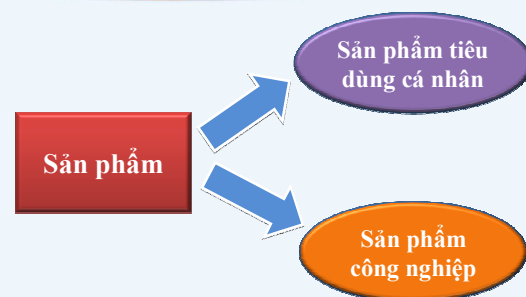 Sản phẩm tiêu
dùng cá nhân
Sản phẩm
Sản phẩm
công nghiệp